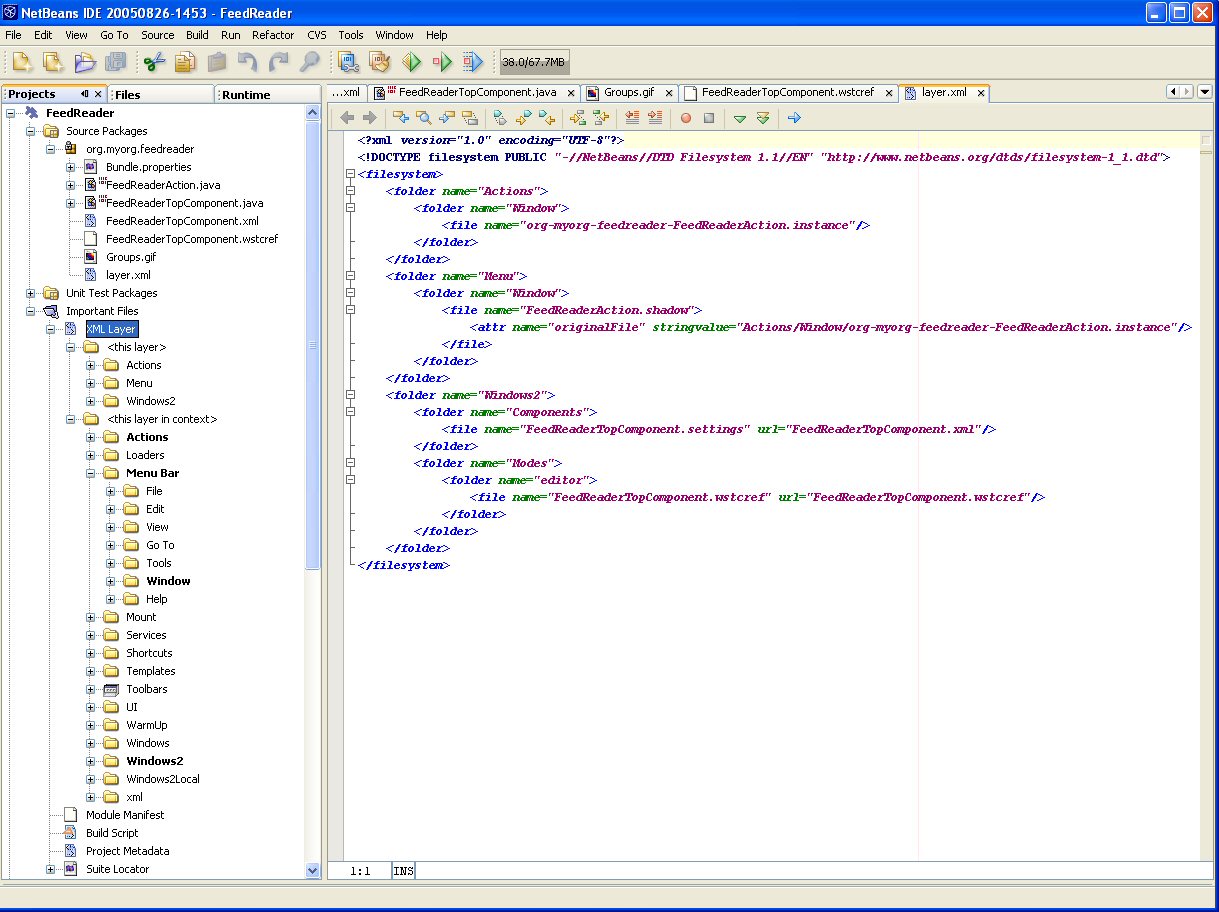 NetBeans IDE 20050826-1453 - FeedReader
File Edit View Go To Source Build Run Refactor CVS Tools Window Help
38.0/67.7MB
Projects Files Runtime
FeedReader
Source Packages
org.myorg.feedreader
Bundle.properties
FeedReaderAction.java
FeedReaderTopComponent.java
FeedReaderTopComponent.xml
FeedReaderTopComponent.wstcref
Groups.gif
layer.xml
Unit Test Packages
Important Files
XML Layer
<this layer>
Actions
Menu
Windows2
<this layer in context>
Actions
Loaders
Menu Bar
File
Edit
View
Go To
Tools
Window
Help
Mount
Services
Shortcuts
Templates
Toolbars
UI
WarmUp
Windows
Windows2
Windows2Local
xml
Module Manifest
Build Script
Project Metadata
Suite Locator
...xml FeedReaderTopComponent.java Groups.gif FeedReaderTopComponent.wstcref layer.xml
<?xml version="1.0" encoding="UTF-8"?>
<!DOCTYPE filesystem PUBLIC "-//NetBeans//DTD Filesystem 1.1//EN" "http://www.netbeans.org/dtds/filesystem-1_1.dtd">
<filesystem>
<folder name="Actions">
<folder name="Window">
<file name="org-myorg-feedreader-FeedReaderAction.instance"/>
</folder>
</folder>
<folder name="Menu">
<folder name="Window">
<file name="FeedReaderAction.shadow">
<attr name="originalFile" stringvalue="Actions/Window/org-myorg-feedreader-FeedReaderAction.instance"/>
</file>
</folder>
</folder>
<folder name="Windows2">
<folder name="Components">
<file name="FeedReaderTopComponent.settings" url="FeedReaderTopComponent.xml"/>
</folder>
<folder name="Modes">
<folder name="editor">
<file name="FeedReaderTopComponent.wstcref" url="FeedReaderTopComponent.wstcref"/>
</folder>
</folder>
</folder>
</filesystem>
1:1 INS